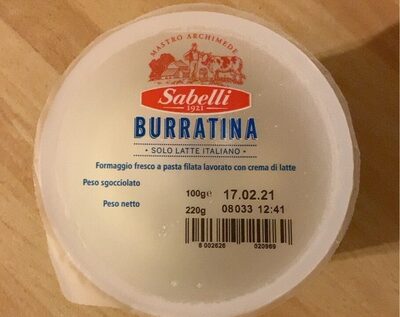 MASTRO ARCHIMEDE
Sabelli
1921
BURRATINA
• SOLO LATTE ITALIANO •
Formaggio fresco a pasta filata lavorato con crema di latte
Peso sgocciolato 100g e 17.02.21
Peso netto 220g 08033 12:41
8 002626 020969